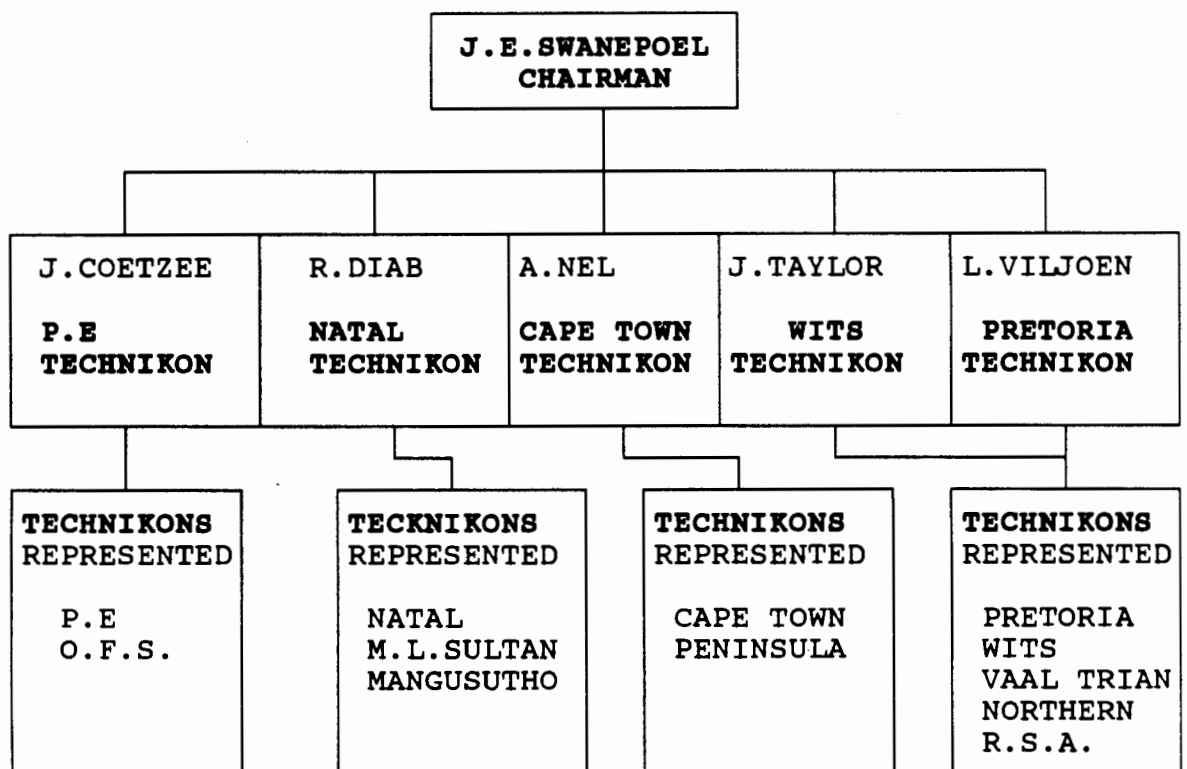 J.E.SWANEPOEL
CHAIRMAN
J.COETZEE
P.E
TECHNIKON
R.DIAB
NATAL
TECHNIKON
A.NEL
CAPE TOWN
TECHNIKON
J.TAYLOR
WITS
TECHNIKON
L.VILJOEN
PRETORIA
TECHNIKON
TECHNIKONS
REPRESENTED
P.E
O.F.S.
TECKNIKONS
REPRESENTED
NATAL
M.L.SULTAN
MANGUSUTHO
TECHNIKONS
REPRESENTED
CAPE TOWN
PENINSULA
TECHNIKONS
REPRESENTED
PRETORIA
WITS
VAAL TRIAN
NORTHERN
R.S.A.